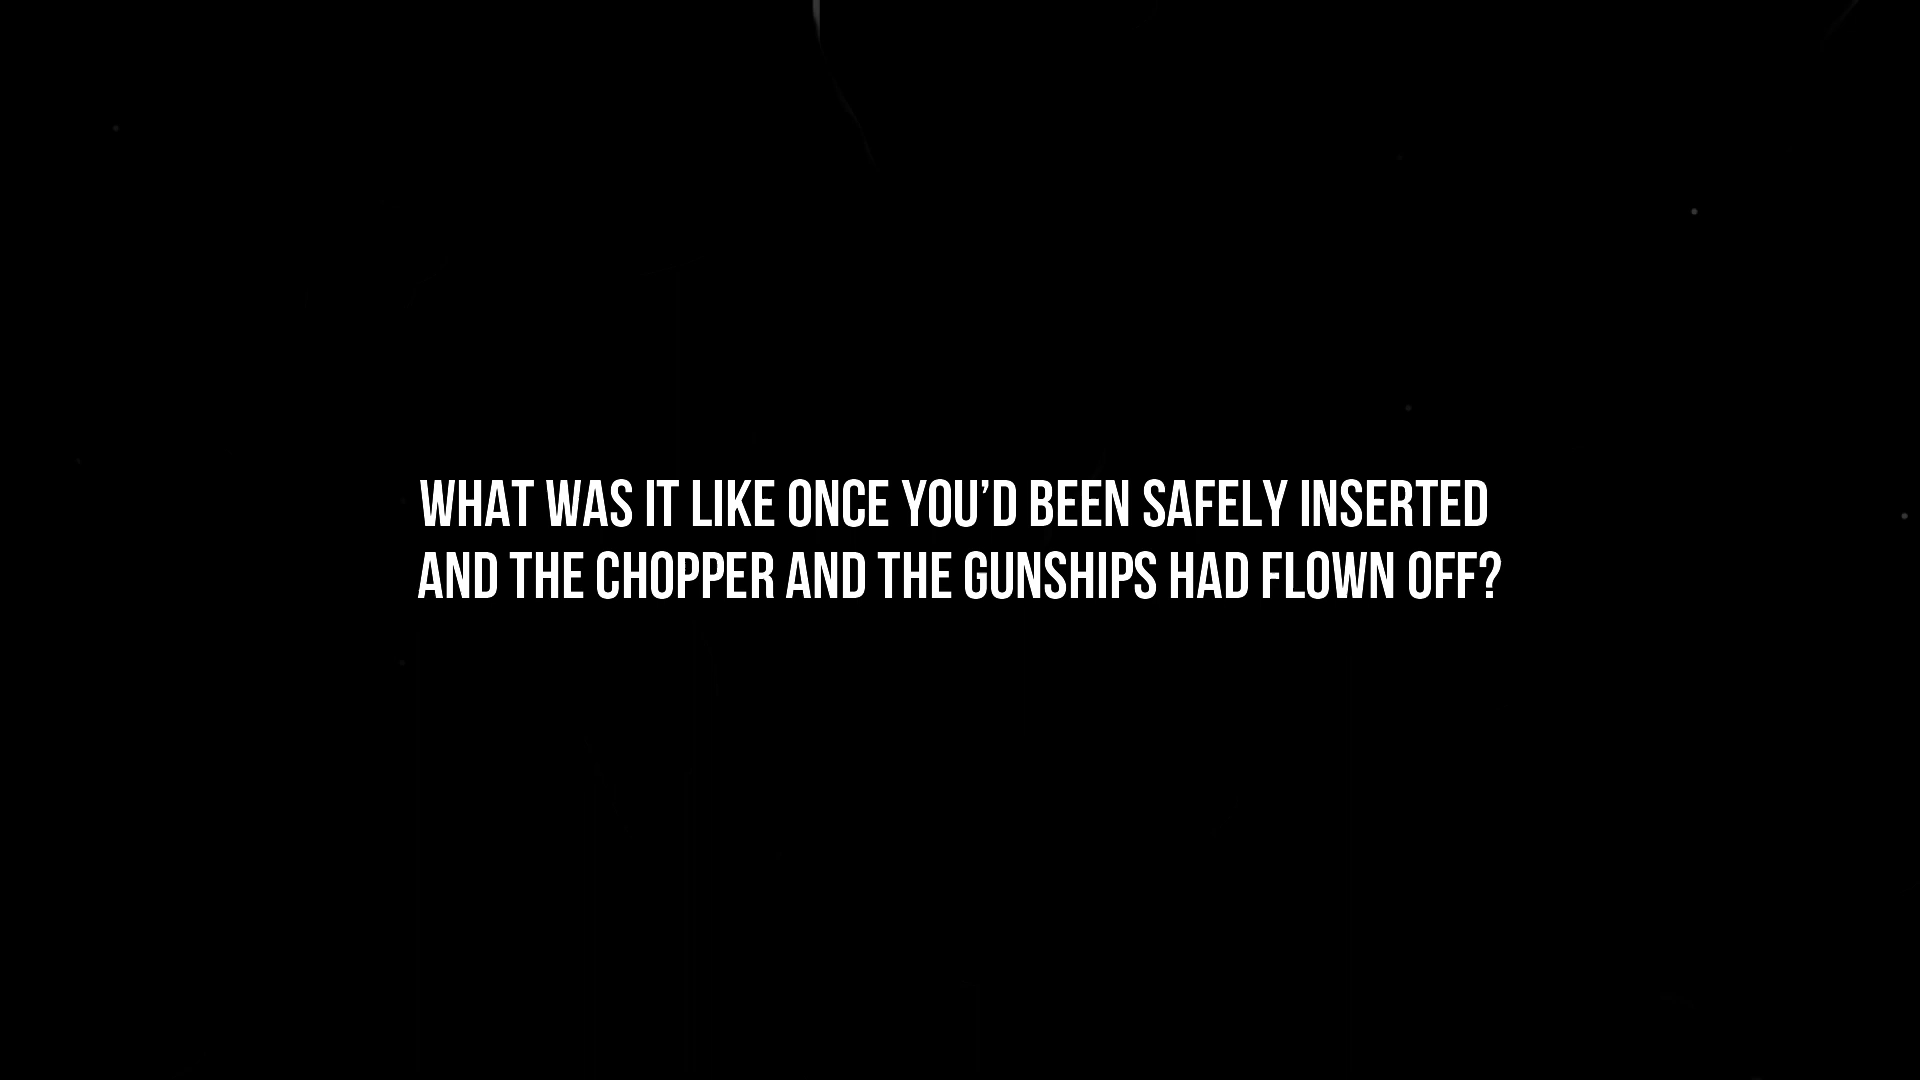 WHAT WAS IT LIKE ONCE YOU’D BEEN SAFELY INSERTED
AND THE CHOPPER AND THE GUNSHIPS HAD FLOWN OFF?